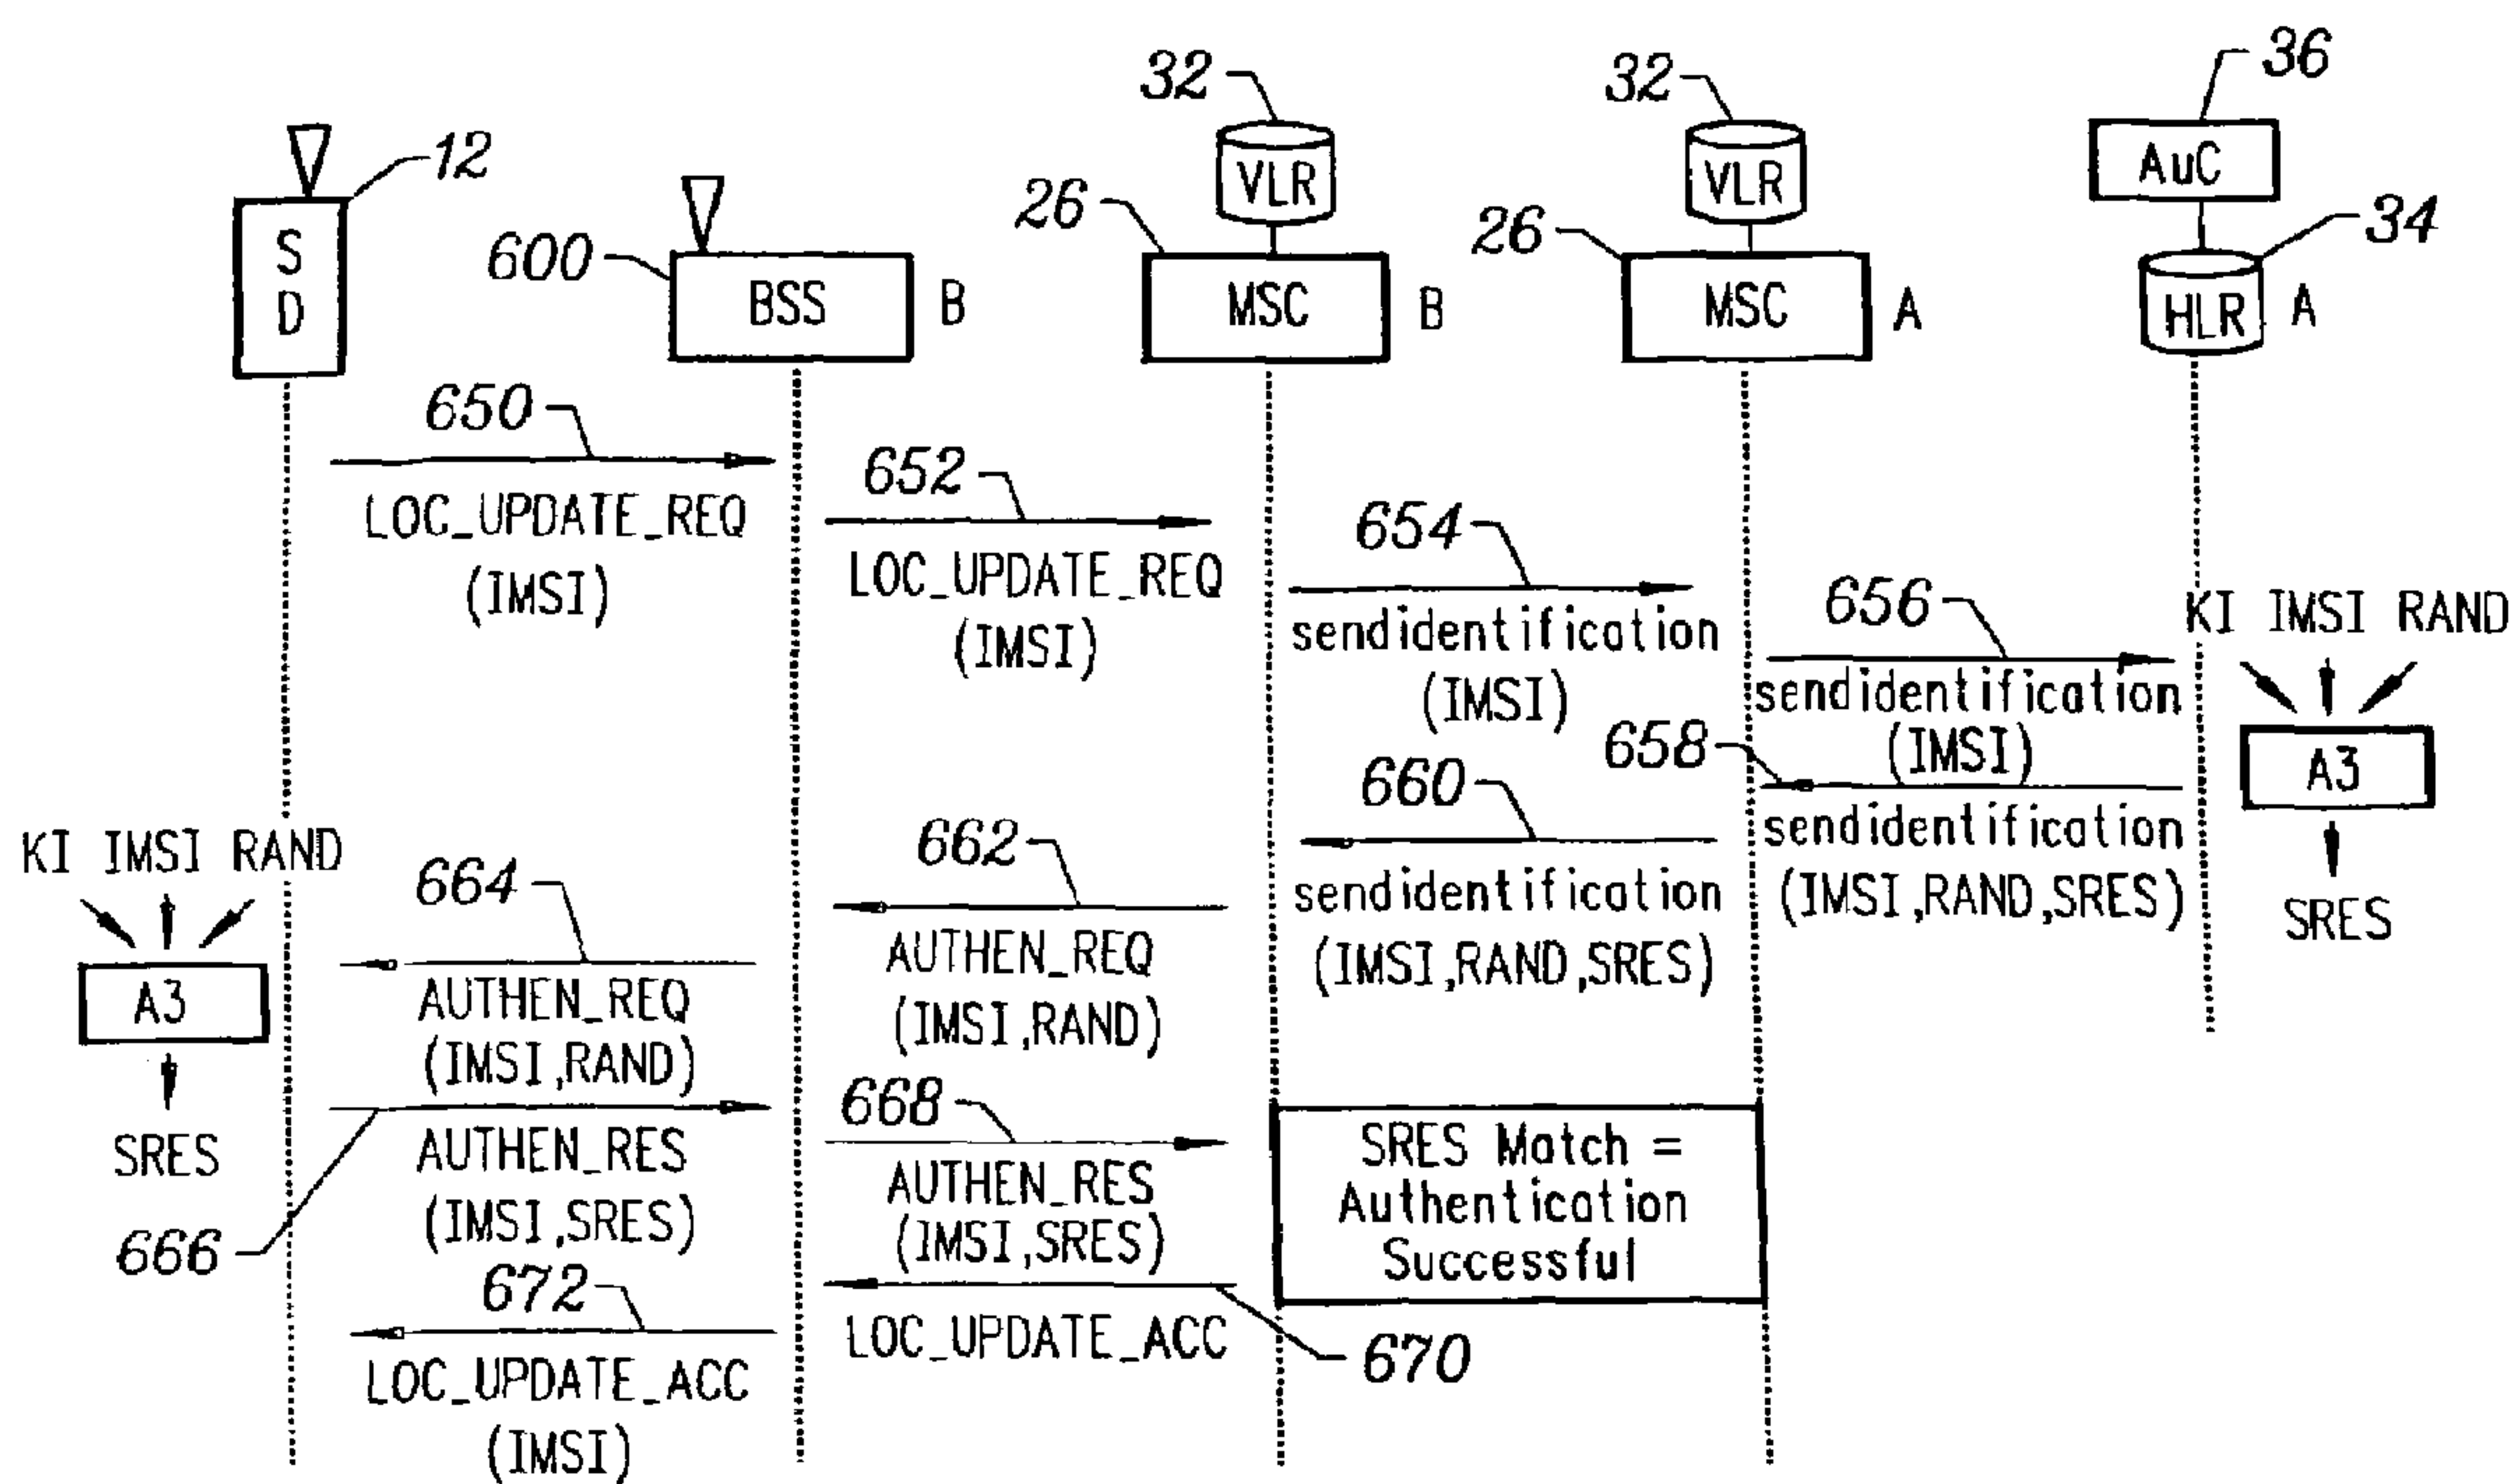 36
32
32
12
VLR
VLR
AuC
26
34
S
D
600
26
BSS
B
MSC
B
MSC
A
HLR
A
650
652
LOC_UPDATE_REQ
(IMSI)
654
LOC_UPDATE_REQ
(IMSI)
656
KI IMSI RAND
sendidentification
(IMSI)
sendidentification
(IMSI)
658
A3
660
sendidentification
(IMSI,RAND,SRES)
SRES
KI IMSI RAND
662
664
sendidentification
(IMSI,RAND,SRES)
AUTHEN_REQ
(IMSI,RAND)
A3
AUTHEN_REQ
(IMSI,RAND)
668
SRES
AUTHEN_RES
(IMSI,SRES)
SRES Match =
Authentication
Successful
AUTHEN_RES
(IMSI,SRES)
666
672
LOC_UPDATE_ACC
670
LOC_UPDATE_ACC
(IMSI)